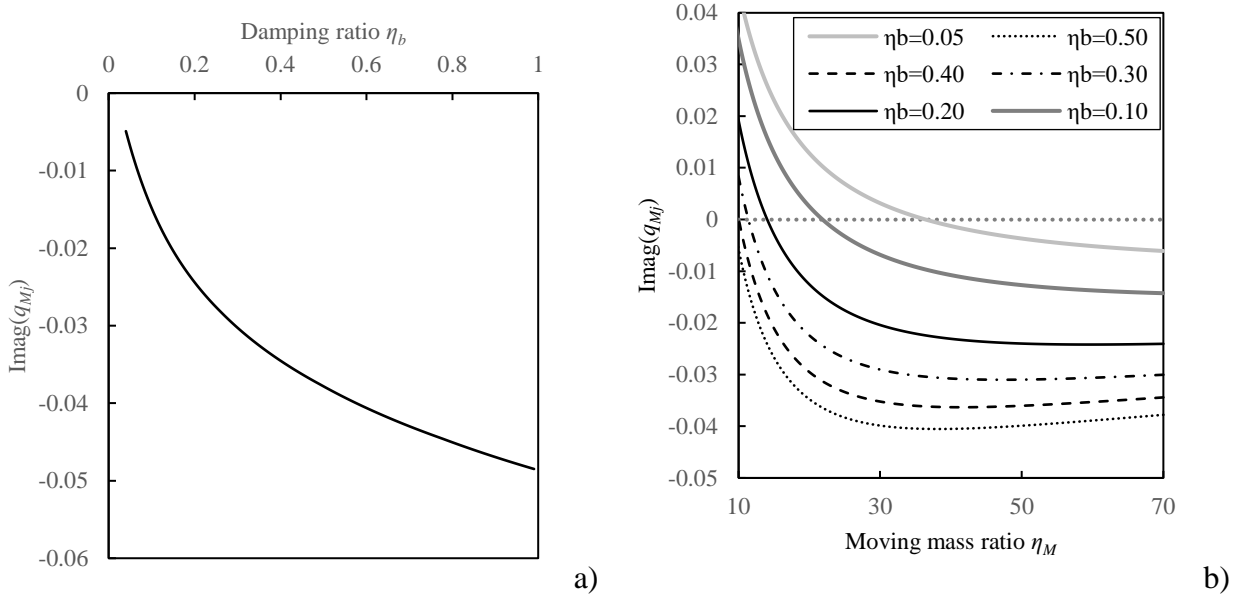 Damping ratio ηb
0 0.2 0.4 0.6 0.8 1
0
-0.01
-0.02
-0.03
-0.04
-0.05
-0.06
Imag(qMj)
a)
0.04
0.03
0.02
0.01
0
-0.01
-0.02
-0.03
-0.04
-0.05
Imag(qMj)
ηb=0.05 ηb=0.50
ηb=0.40 ηb=0.30
ηb=0.20 ηb=0.10
10 30 50 70
Moving mass ratio ηM
b)